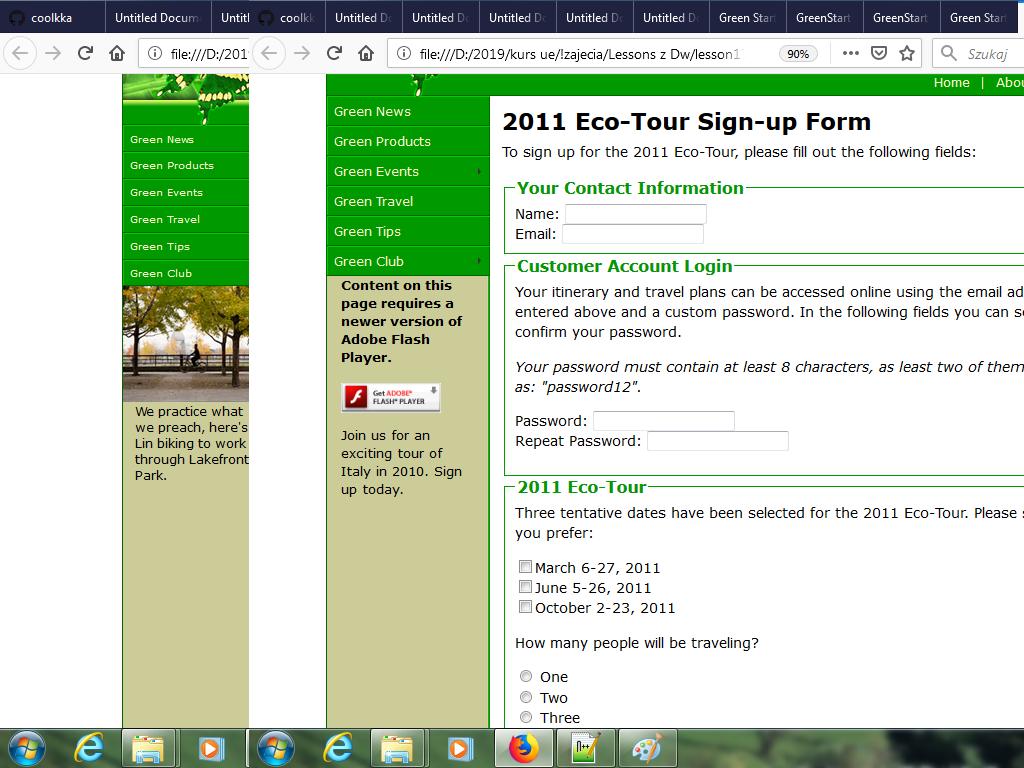 coolkka
Untitled Docum
Untitl
coolkk
Untitled Do
Untitled Do
Untitled Do
Untitled Do
Untitled Do
Green Start
GreenStart
GreenStart
Green Start
file:///D:/2019
file:///D:/2019/kurs ue/!zajecia/Lessons z Dw/lesson1
90%
Szukaj
Home | Abou
Green News
Green Products
Green Events
Green Travel
Green Tips
Green Club
We practice what
we preach, here's
Lin biking to work
through Lakefront
Park.
Green News
Green Products
Green Events
Green Travel
Green Tips
Green Club
Content on this
page requires a
newer version of
Adobe Flash
Player.
Get ADOBE®
FLASH® PLAYER
Join us for an
exciting tour of
Italy in 2010. Sign
up today.
2011 Eco-Tour Sign-up Form
To sign up for the 2011 Eco-Tour, please fill out the following fields:
Your Contact Information
Name:
Email:
Customer Account Login
Your itinerary and travel plans can be accessed online using the email ad
entered above and a custom password. In the following fields you can se
confirm your password.
Your password must contain at least 8 characters, as least two of them
as: "password12".
Password:
Repeat Password:
2011 Eco-Tour
Three tentative dates have been selected for the 2011 Eco-Tour. Please s
you prefer:
March 6-27, 2011
June 5-26, 2011
October 2-23, 2011
How many people will be traveling?
One
Two
Three